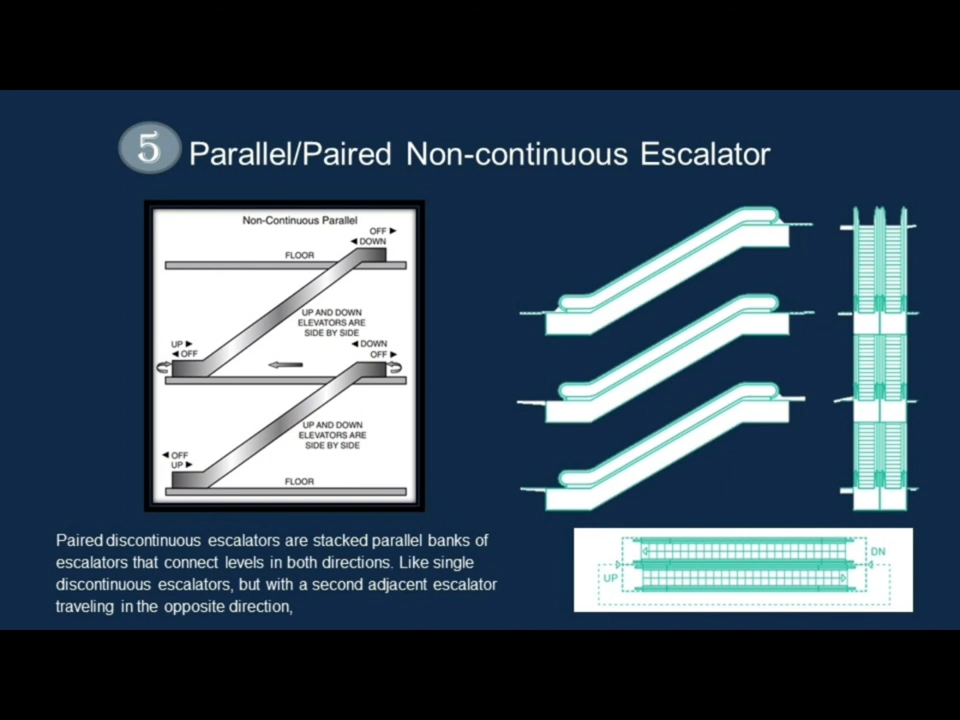 5
Parallel/Paired Non-continuous Escalator
Non-Continuous Parallel
OFF ►
◄ DOWN
FLOOR
UP AND DOWN
ELEVATORS ARE
SIDE BY SIDE
UP ►
◄ OFF
◄ DOWN
OFF ►
UP AND DOWN
ELEVATORS ARE
SIDE BY SIDE
◄ OFF
UP ►
FLOOR
Paired discontinuous escalators are stacked parallel banks of
escalators that connect levels in both directions. Like single
discontinuous escalators, but with a second adjacent escalator
traveling in the opposite direction,
DN
UP